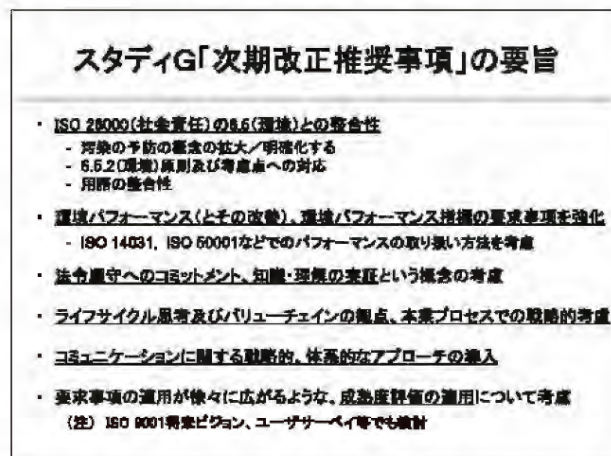 スタディG「次期改正推奨事項」の要旨
・ ISO 26000(社会責任)の6.5(環境)との整合性
- 汚染の予防の概念の拡大／明確化する
- 6.5.2(環境)原則及び考慮点への対応
- 用語の整合性
・ 環境パフォーマンス(とその改善)、環境パフォーマンス指標の要求事項を強化
- ISO 14031, ISO 50001などでのパフォーマンスの取り扱い方法を考慮
・ 法令順守へのコミットメント、知識・理解の実証という概念の考慮
・ ライフサイクル思考及びバリューチェインの観点、本業プロセスでの戦略的考慮
・ コミュニケーションに関する戦略的、体系的なアプローチの導入
・ 要求事項の適用が徐々に広がるような、成熟度評価の適用について考慮
(注) ISO 9001将来ビジョン、ユーザサーベイ等でも検討